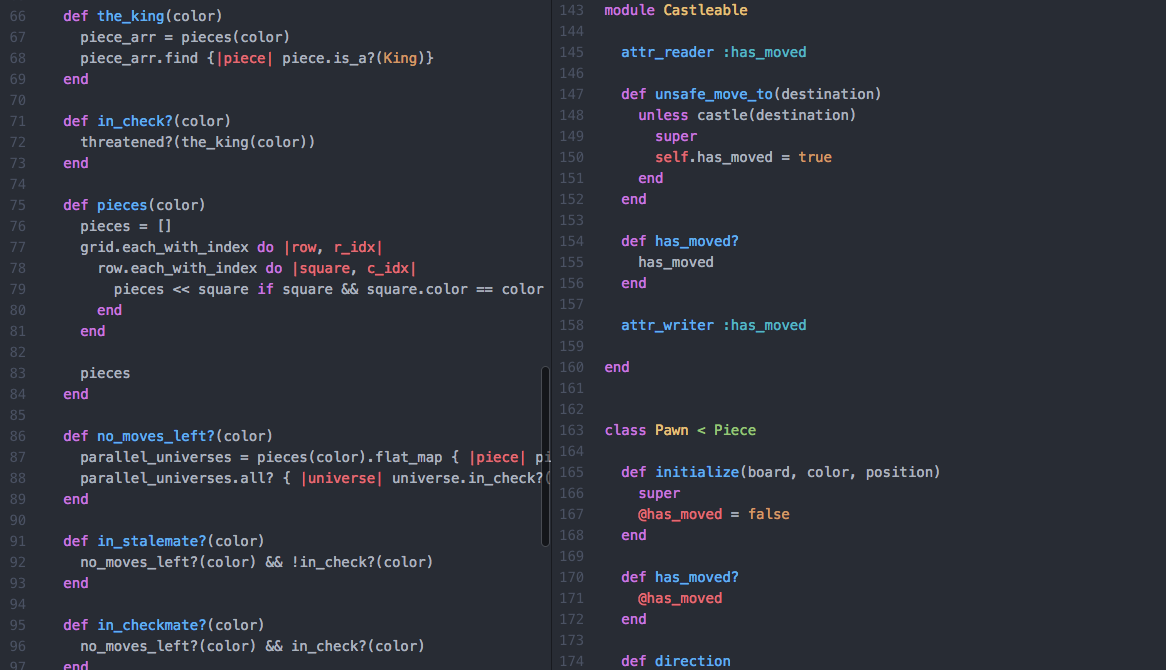 66 def the_king(color)
67 piece_arr = pieces(color)
68 piece_arr.find {|piece| piece.is_a?(King)}
69 end
70
71 def in_check?(color)
72 threatened?(the_king(color))
73 end
74
75 def pieces(color)
76 pieces = []
77 grid.each_with_index do |row, r_idx|
78 row.each_with_index do |square, c_idx|
79 pieces << square if square && square.color == color
80 end
81 end
82
83 pieces
84 end
85
86 def no_moves_left?(color)
87 parallel_universes = pieces(color).flat_map { |piece| pi
88 parallel_universes.all? { |universe| universe.in_check?(
89 end
90
91 def in_stalemate?(color)
92 no_moves_left?(color) && !in_check?(color)
93 end
94
95 def in_checkmate?(color)
96 no_moves_left?(color) && in_check?(color)
97 end
143 module Castleable
144
145 attr_reader :has_moved
146
147 def unsafe_move_to(destination)
148 unless castle(destination)
149 super
150 self.has_moved = true
151 end
152 end
153
154 def has_moved?
155 has_moved
156 end
157
158 attr_writer :has_moved
159
160 end
161
162
163 class Pawn < Piece
164
165 def initialize(board, color, position)
166 super
167 @has_moved = false
168 end
169
170 def has_moved?
171 @has_moved
172 end
173
174 def direction